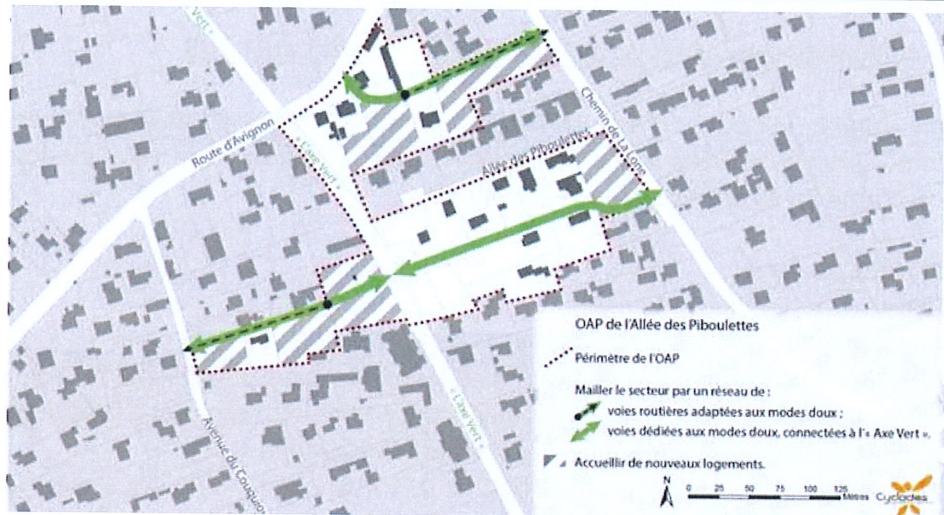 Vert »
Route d'Avignon
« L'axe Vert »
Chemin de La Lone
Allée des Piboulettes
« L'axe Vert »
OAP de l'Allée des Piboulettes
Périmètre de l'OAP
Mailler le secteur par un réseau de :
voies routières adaptées aux modes doux ;
voies dédiées aux modes doux, connectées à l'« Axe Vert ».
Accueillir de nouveaux logements.
Avenue du
N
0 25 50 75 100 125
Mètres
Cyclades